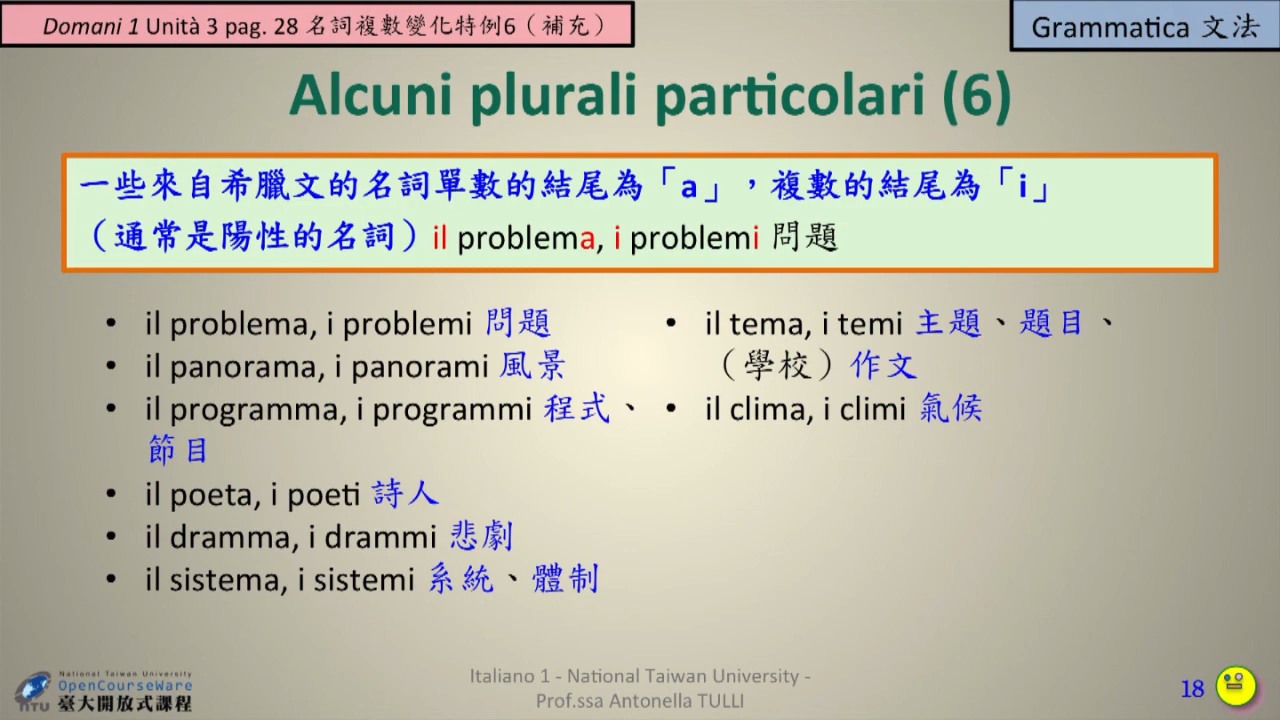 Domani 1 Unità 3 pag. 28 名詞複數變化特例6（補充）
Grammatica 文法
Alcuni plurali particolari (6)
一些來自希臘文的名詞單數的結尾為「a」，複數的結尾為「i」
（通常是陽性的名詞）il problema, i problemi 問題
• il problema, i problemi 問題
• il panorama, i panorami 風景
• il programma, i programmi 程式、
節目
• il poeta, i poeti 詩人
• il dramma, i drammi 悲劇
• il sistema, i sistemi 系統、體制
• il tema, i temi 主題、題目、
（學校）作文
• il clima, i climi 氣候
National Taiwan University
OpenCourseWare
NTU 臺大開放式課程
Italiano 1 - National Taiwan University -
Prof.ssa Antonella TULLI
18